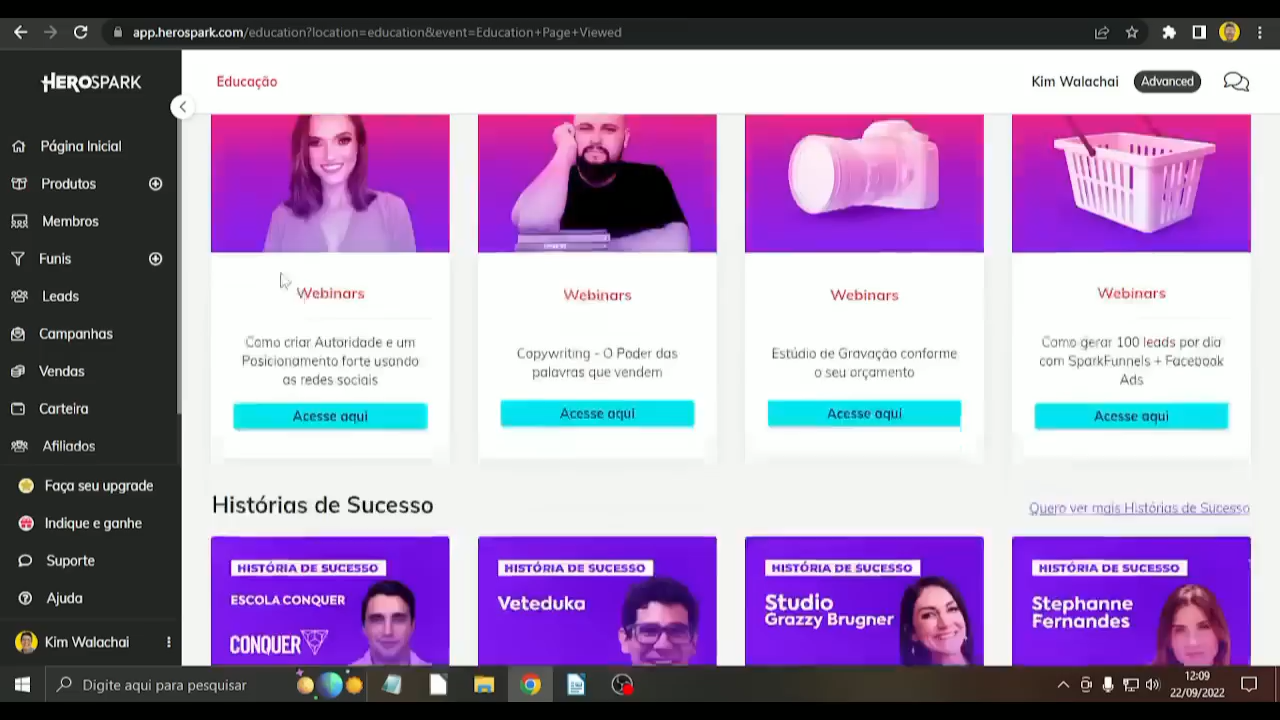 app.herospark.com/education?location=education&event=Education+Page+Viewed
HEROSPARK
Educação
Kim Walachai
Advanced
Página Inicial
Produtos
Membros
Funis
Leads
Campanhas
Vendas
Carteira
Afiliados
Faça seu upgrade
Indique e ganhe
Suporte
Ajuda
Kim Walachai
Webinars
Como criar Autoridade e um
Posicionamento forte usando
as redes sociais
Acesse aqui
Webinars
Copywriting - O Poder das
palavras que vendem
Acesse aqui
Webinars
Estúdio de Gravação conforme
o seu orçamento
Acesse aqui
Webinars
Como gerar 100 leads por dia
com SparkFunnels + Facebook
Ads
Acesse aqui
Histórias de Sucesso
Quero ver mais Histórias de Sucesso
HISTÓRIA DE SUCESSO
ESCOLA CONQUER
CONQUER
HISTÓRIA DE SUCESSO
Veteduka
HISTÓRIA DE SUCESSO
Studio
Grazzy Brugner
HISTÓRIA DE SUCESSO
Stephanne
Fernandes
Digite aqui para pesquisar
12:09
22/09/2022